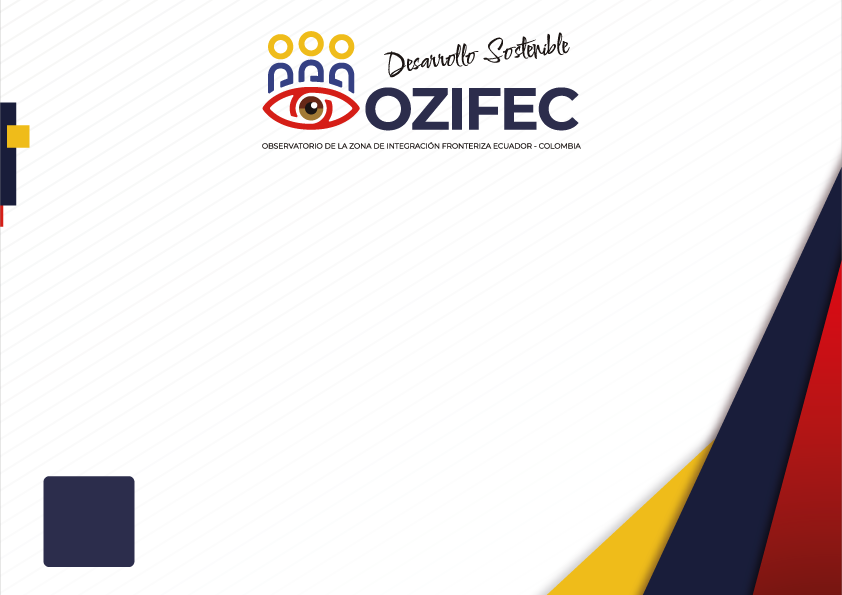 Desarrollo Sostenible
OZIFEC
OBSERVATORIO DE LA ZONA DE INTEGRACIÓN FRONTERIZA ECUADOR - COLOMBIA